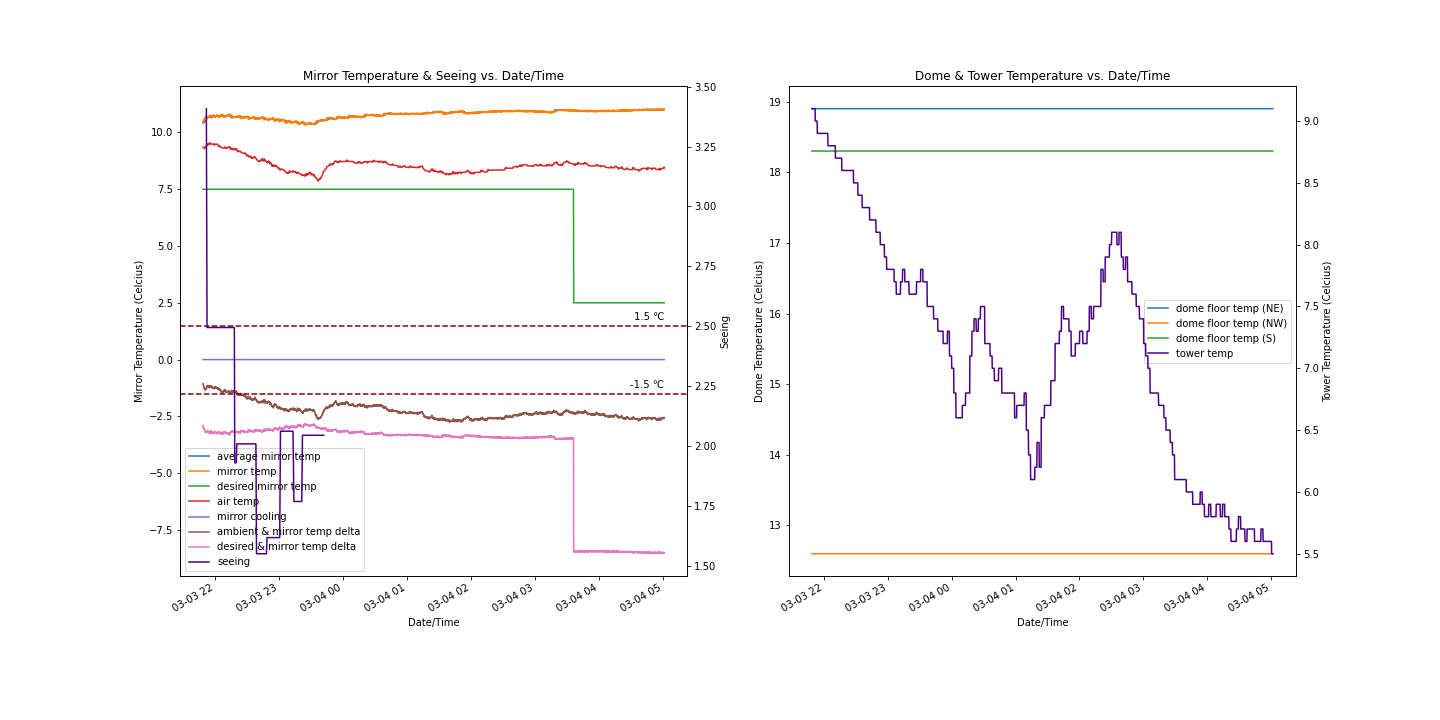 Mirror Temperature & Seeing vs. Date/Time
Mirror Temperature (Celcius)
10.0
7.5
5.0
2.5
0.0
−2.5
−5.0
−7.5
1.5 ℃
-1.5 ℃
average mirror temp
mirror temp
desired mirror temp
air temp
mirror cooling
ambient & mirror temp delta
desired & mirror temp delta
seeing
3.50
3.25
3.00
2.75
2.50
2.25
2.00
1.75
1.50
Seeing
03-03 22
03-03 23
03-04 00
03-04 01
03-04 02
03-04 03
03-04 04
03-04 05
Date/Time
Dome & Tower Temperature vs. Date/Time
Dome Temperature (Celcius)
19
18
17
16
15
14
13
dome floor temp (NE)
dome floor temp (NW)
dome floor temp (S)
tower temp
9.0
8.5
8.0
7.5
7.0
6.5
6.0
5.5
Tower Temperature (Celcius)
03-03 22
03-03 23
03-04 00
03-04 01
03-04 02
03-04 03
03-04 04
03-04 05
Date/Time